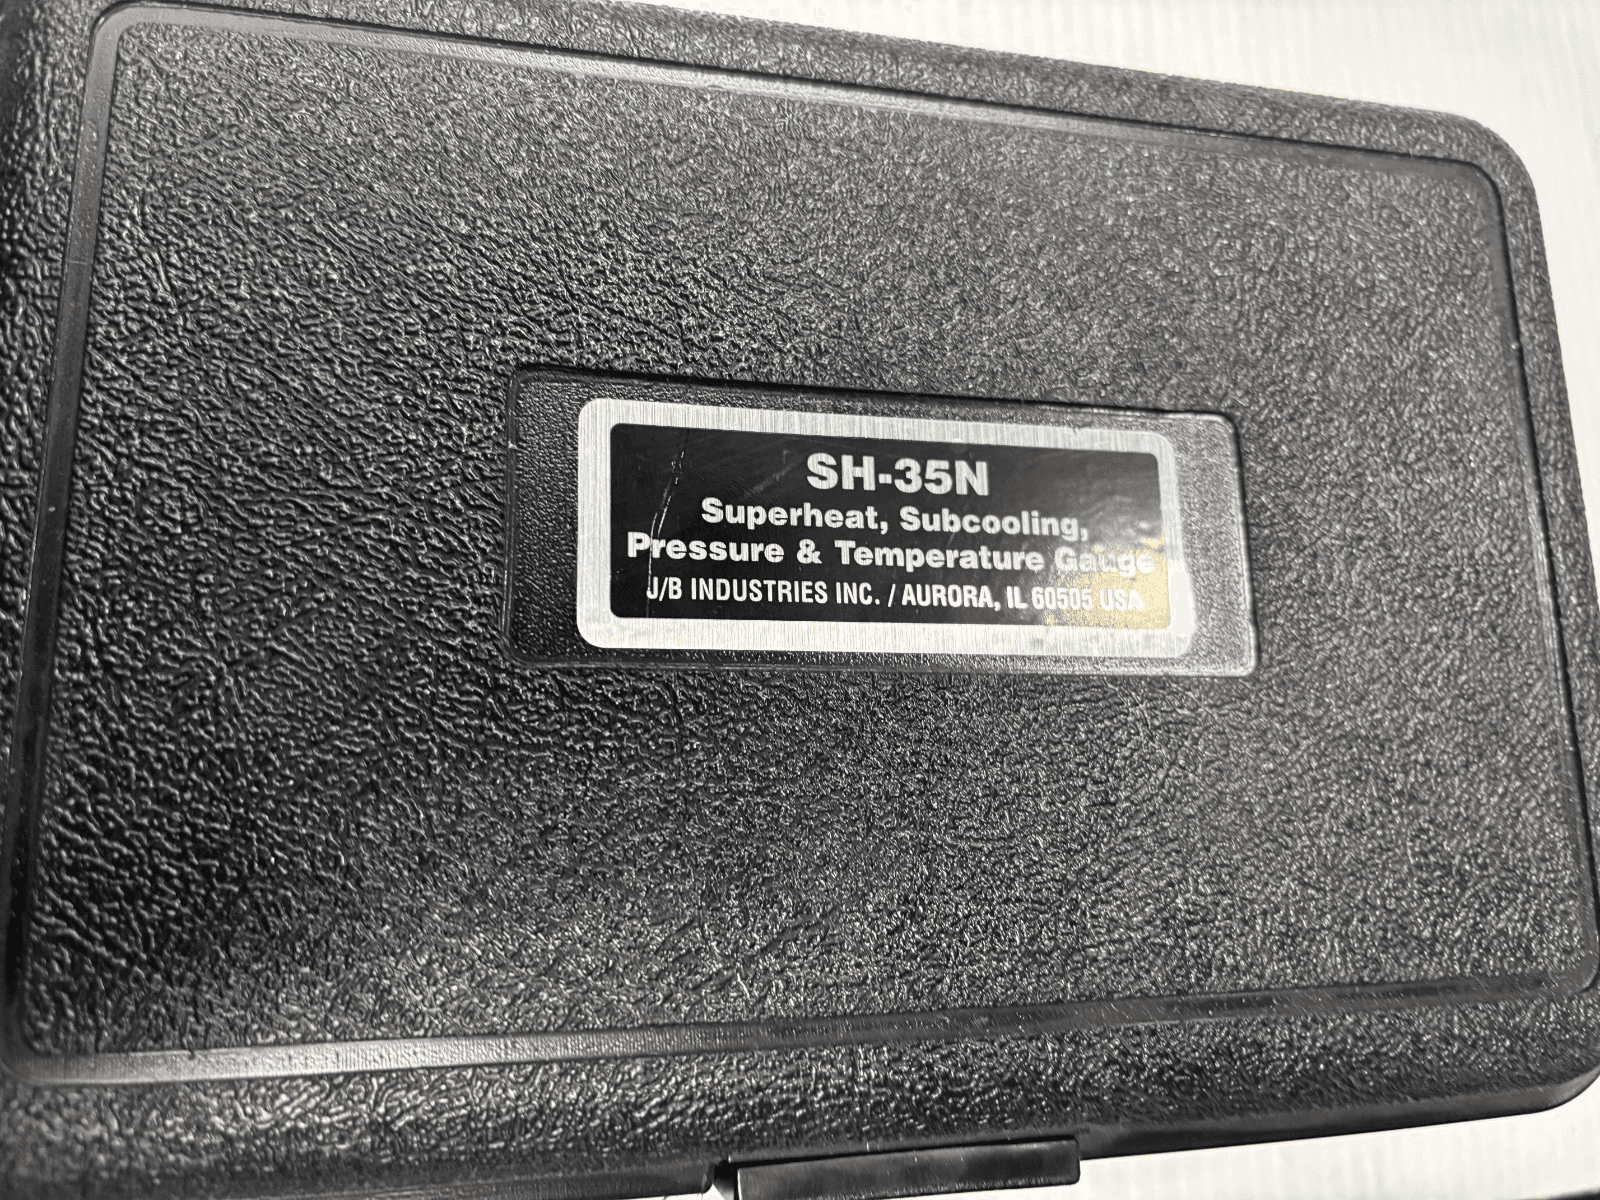 SH-35N
Superheat, Subcooling,
Pressure & Temperature Gauge
J/B INDUSTRIES INC. / AURORA, IL 60505 USA